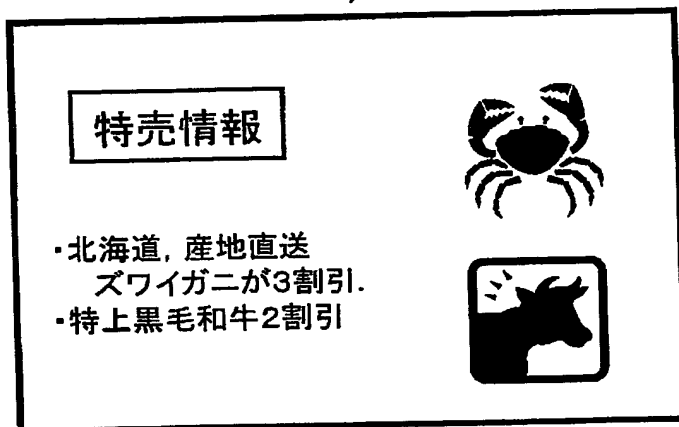 特売情報
・北海道，産地直送
ズワイガニが3割引．
・特上黒毛和牛2割引